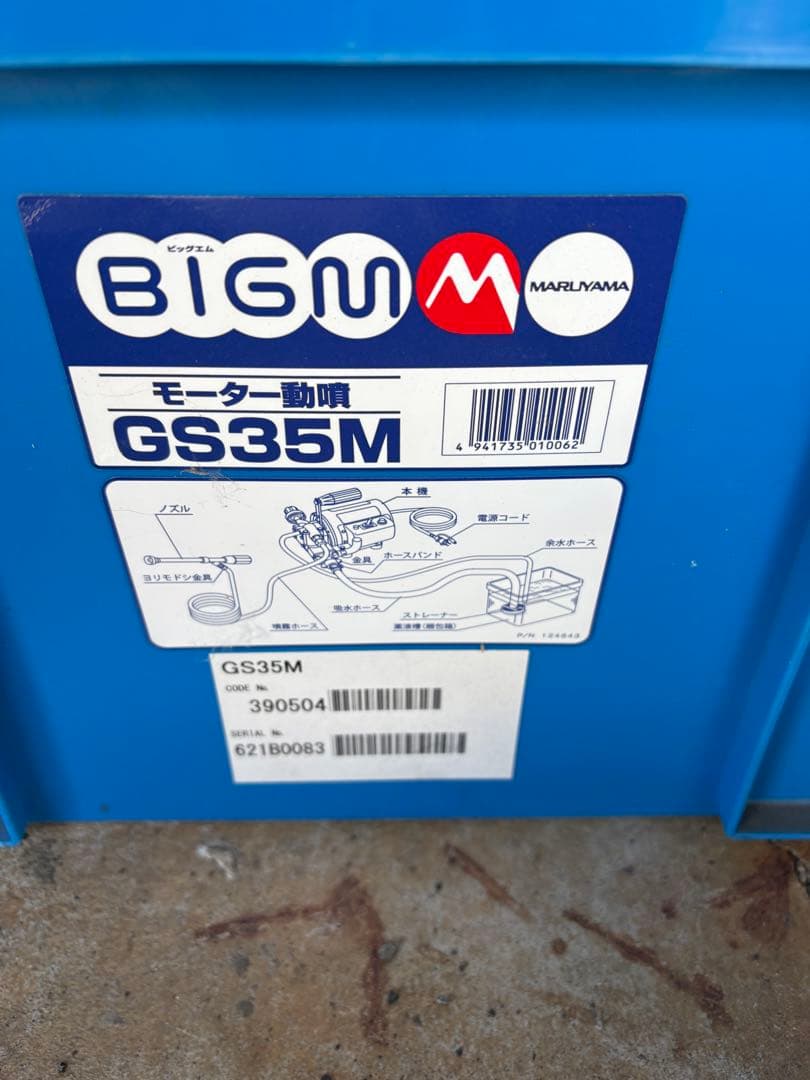 ビッグエム
BIGM
M MARUYAMA
モーター動噴
GS35M
4 941735 010062
本機
ノズル
電源コード
余水ホース
ホースバンド
金具
ヨリモドシ金具
吸水ホース
ストレーナー
噴霧ホース
薬液槽(梱包箱)
P/N. 124643
GS35M
CODE No.
390504
SERIAL No.
621B0083